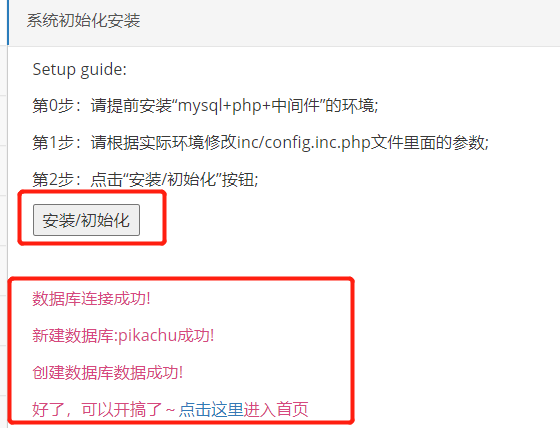 系统初始化安装
Setup guide:
第0步：请提前安装“mysql+php+中间件”的环境;
第1步：请根据实际环境修改inc/config.inc.php文件里面的参数;
第2步：点击“安装/初始化”按钮;
安装/初始化
数据库连接成功!
新建数据库:pikachu成功!
创建数据库数据成功!
好了，可以开搞了～点击这里进入首页